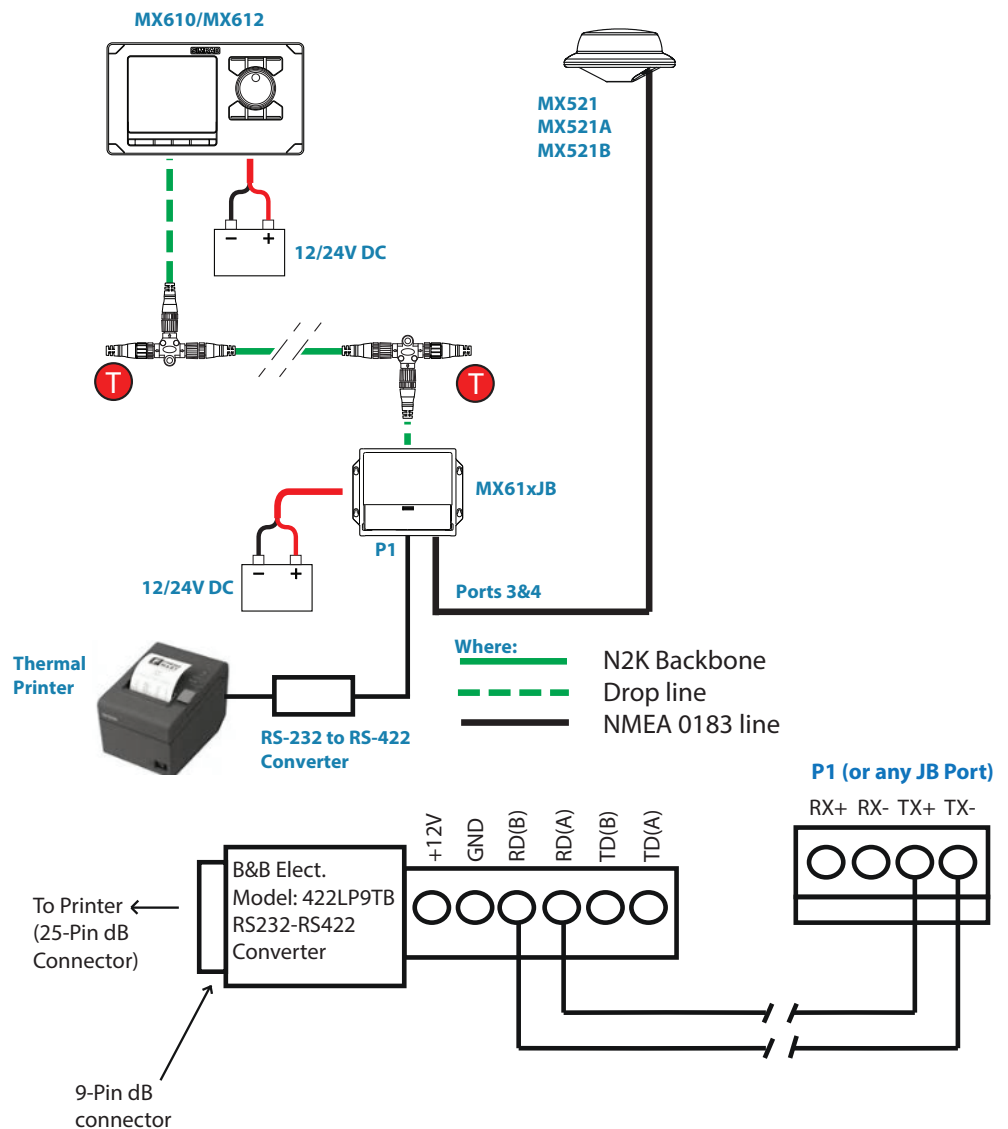 MX610/MX612
SIMRAD
MX521
MX521A
MX521B
− +
12/24V DC
T
T
MX61xJB
P1
− +
12/24V DC
Ports 3&4
Thermal
Printer
RS-232 to RS-422
Converter
Where:
N2K Backbone
Drop line
NMEA 0183 line
P1 (or any JB Port)
RX+ RX- TX+ TX-
+12V
GND
RD(B)
RD(A)
TD(B)
TD(A)
B&B Elect.
Model: 422LP9TB
RS232-RS422
Converter
To Printer
(25-Pin dB
Connector)
9-Pin dB
connector